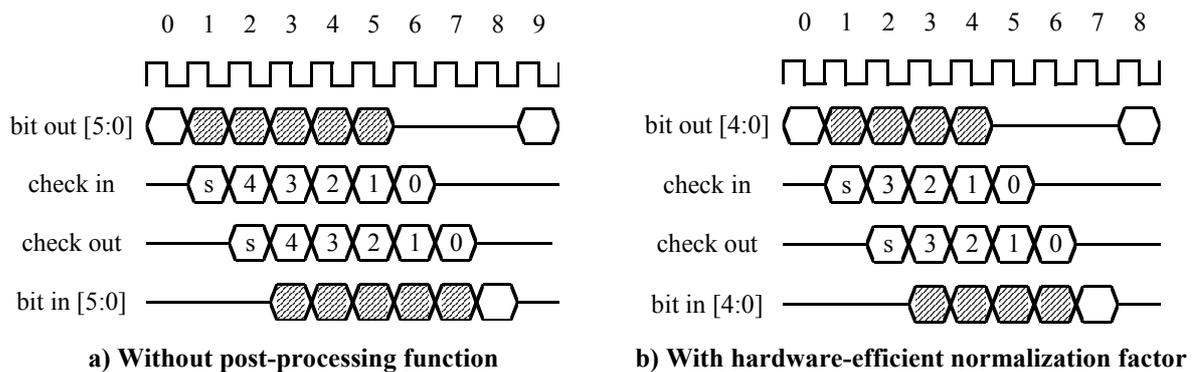 0 1 2 3 4 5 6 7 8 9
bit out [5:0]
check in s 4 3 2 1 0
check out s 4 3 2 1 0
bit in [5:0]
a) Without post-processing function
0 1 2 3 4 5 6 7 8
bit out [4:0]
check in s 3 2 1 0
check out s 3 2 1 0
bit in [4:0]
b) With hardware-efficient normalization factor